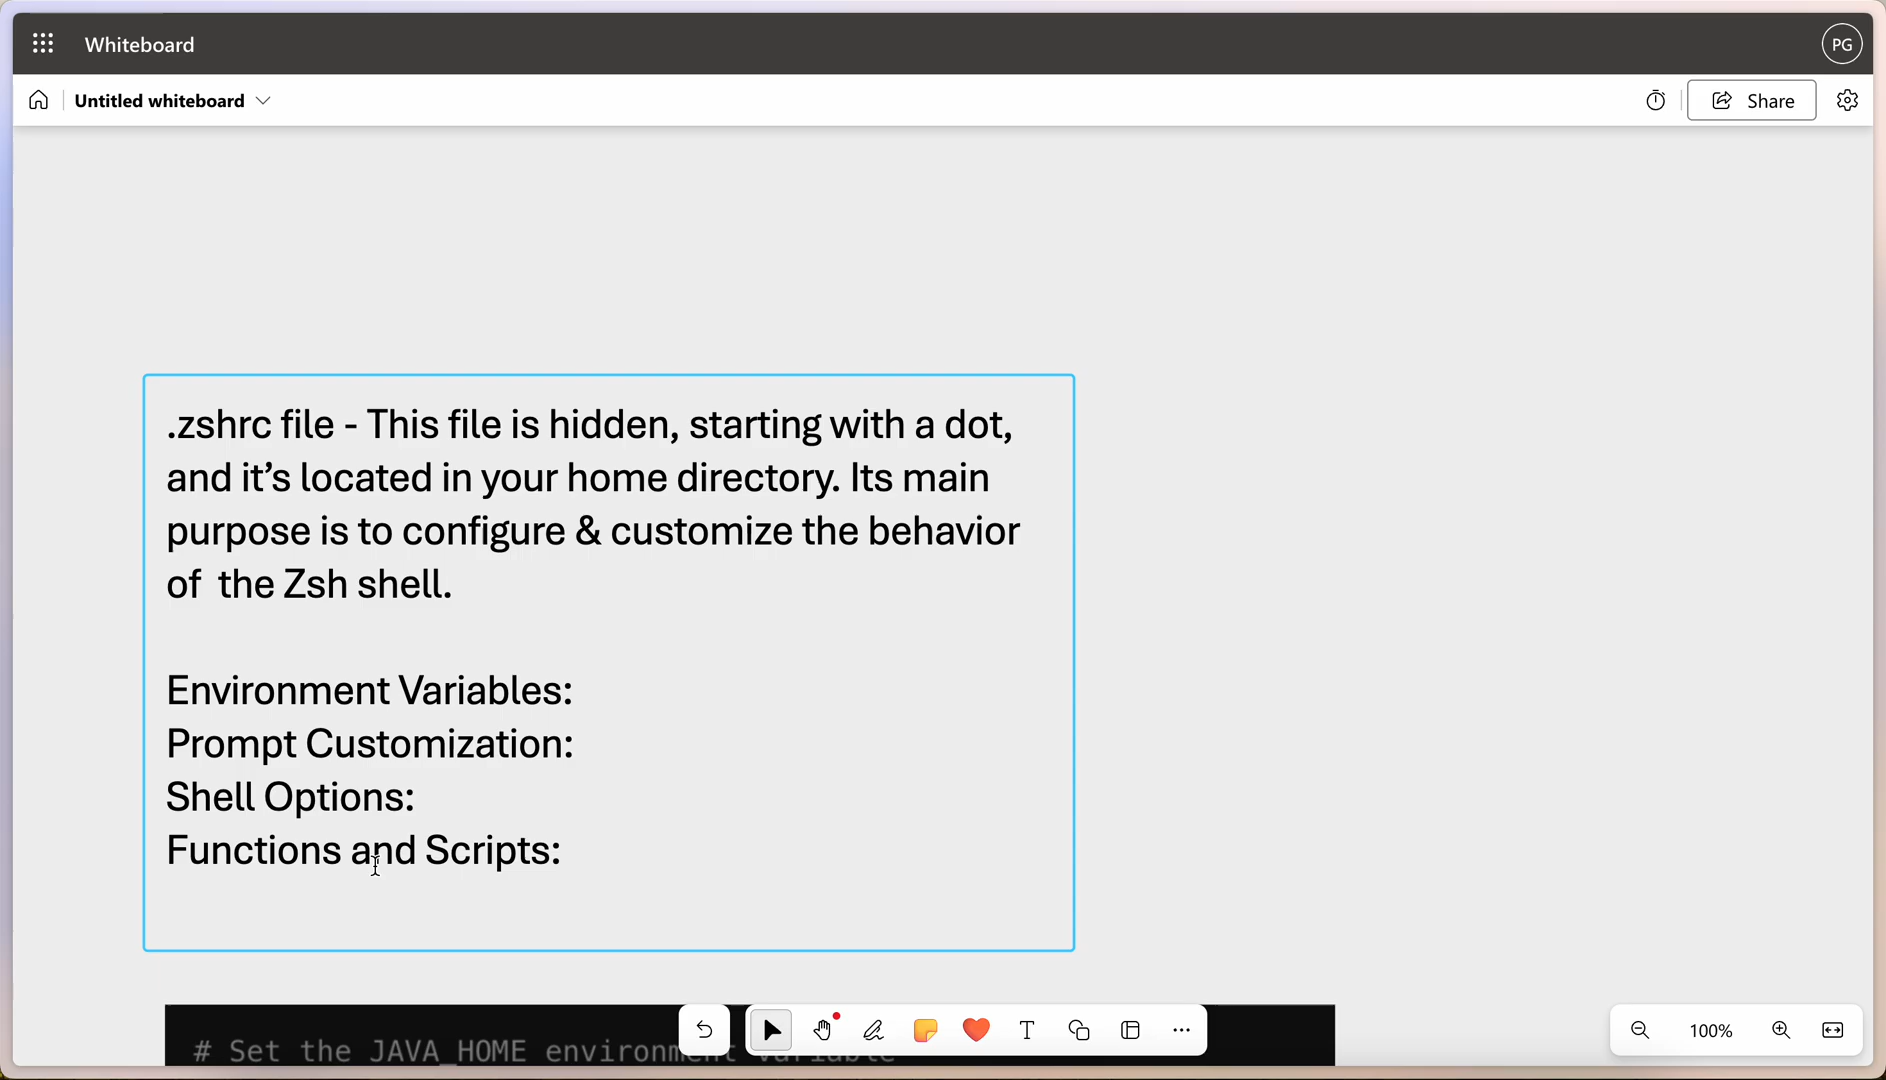 Whiteboard
PG
Untitled whiteboard
Share
.zshrc file - This file is hidden, starting with a dot,
and it’s located in your home directory. Its main
purpose is to configure & customize the behavior
of  the Zsh shell.
Environment Variables:
Prompt Customization:
Shell Options:
Functions and Scripts:
# Set the JAVA_HOME environment variable
100%